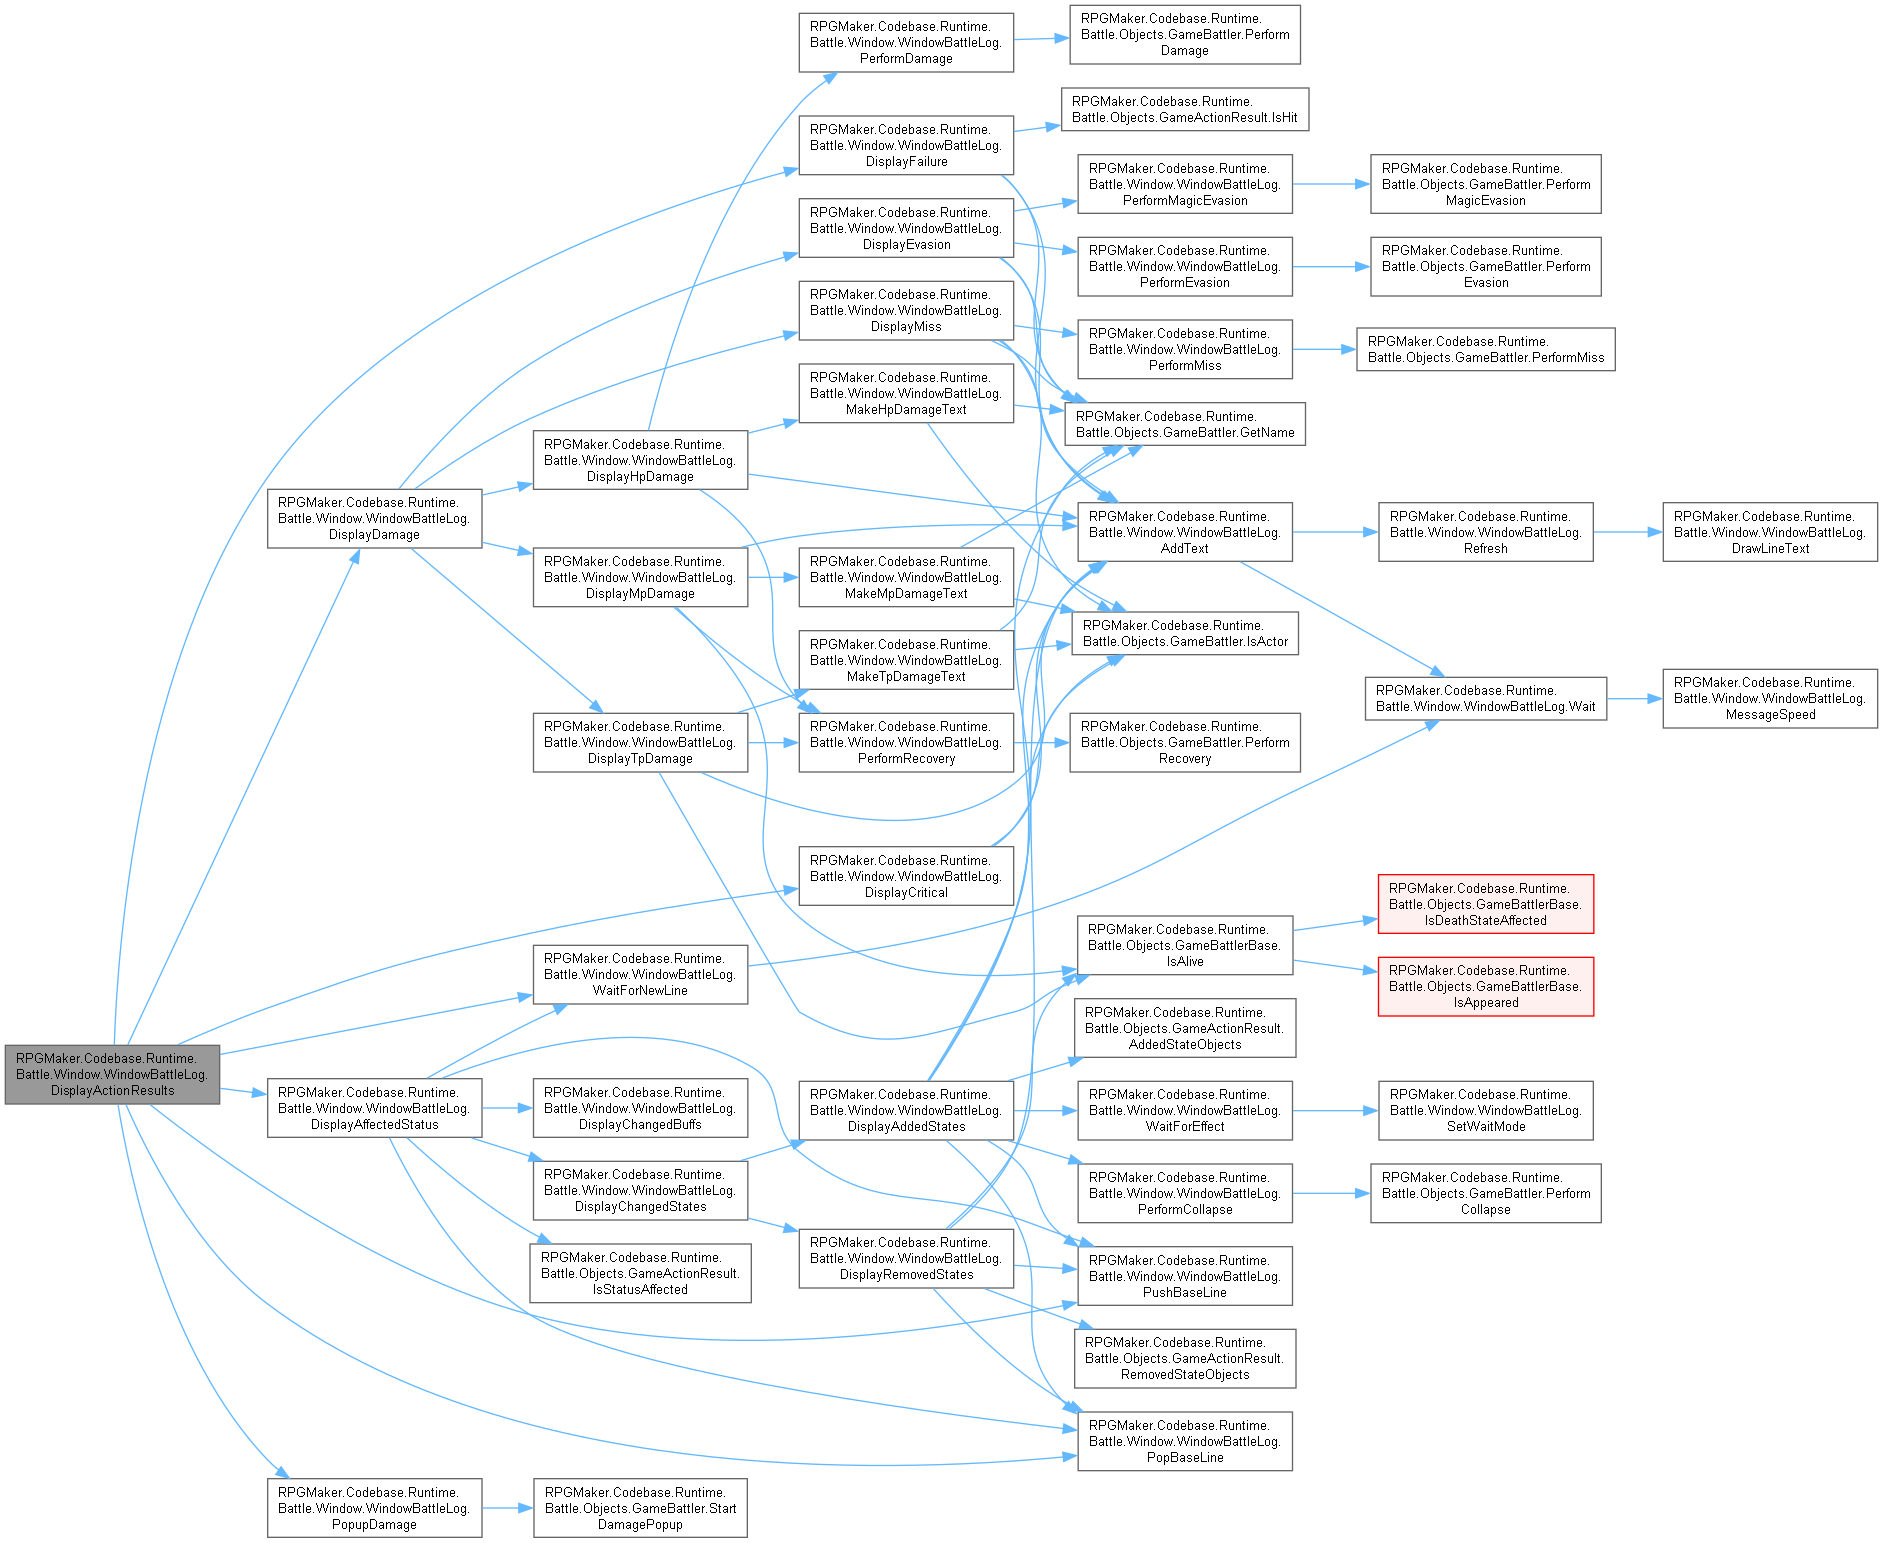 RPGMaker.Codebase.Runtime.
Battle.Window.WindowBattleLog.
DisplayActionResults
RPGMaker.Codebase.Runtime.
Battle.Window.WindowBattleLog.
DisplayDamage
RPGMaker.Codebase.Runtime.
Battle.Window.WindowBattleLog.
DisplayAffectedStatus
RPGMaker.Codebase.Runtime.
Battle.Window.WindowBattleLog.
PopupDamage
RPGMaker.Codebase.Runtime.
Battle.Window.WindowBattleLog.
DisplayHpDamage
RPGMaker.Codebase.Runtime.
Battle.Window.WindowBattleLog.
DisplayMpDamage
RPGMaker.Codebase.Runtime.
Battle.Window.WindowBattleLog.
DisplayTpDamage
RPGMaker.Codebase.Runtime.
Battle.Window.WindowBattleLog.
WaitForNewLine
RPGMaker.Codebase.Runtime.
Battle.Window.WindowBattleLog.
DisplayChangedBuffs
RPGMaker.Codebase.Runtime.
Battle.Window.WindowBattleLog.
DisplayChangedStates
RPGMaker.Codebase.Runtime.
Battle.Objects.GameActionResult.
IsStatusAffected
RPGMaker.Codebase.Runtime.
Battle.Objects.GameBattler.Start
DamagePopup
RPGMaker.Codebase.Runtime.
Battle.Window.WindowBattleLog.
PerformDamage
RPGMaker.Codebase.Runtime.
Battle.Window.WindowBattleLog.
DisplayFailure
RPGMaker.Codebase.Runtime.
Battle.Window.WindowBattleLog.
DisplayEvasion
RPGMaker.Codebase.Runtime.
Battle.Window.WindowBattleLog.
DisplayMiss
RPGMaker.Codebase.Runtime.
Battle.Window.WindowBattleLog.
MakeHpDamageText
RPGMaker.Codebase.Runtime.
Battle.Window.WindowBattleLog.
MakeMpDamageText
RPGMaker.Codebase.Runtime.
Battle.Window.WindowBattleLog.
MakeTpDamageText
RPGMaker.Codebase.Runtime.
Battle.Window.WindowBattleLog.
PerformRecovery
RPGMaker.Codebase.Runtime.
Battle.Window.WindowBattleLog.
DisplayCritical
RPGMaker.Codebase.Runtime.
Battle.Window.WindowBattleLog.
DisplayAddedStates
RPGMaker.Codebase.Runtime.
Battle.Window.WindowBattleLog.
DisplayRemovedStates
RPGMaker.Codebase.Runtime.
Battle.Objects.GameBattler.Perform
Damage
RPGMaker.Codebase.Runtime.
Battle.Objects.GameActionResult.IsHit
RPGMaker.Codebase.Runtime.
Battle.Window.WindowBattleLog.
PerformMagicEvasion
RPGMaker.Codebase.Runtime.
Battle.Window.WindowBattleLog.
PerformEvasion
RPGMaker.Codebase.Runtime.
Battle.Window.WindowBattleLog.
PerformMiss
RPGMaker.Codebase.Runtime.
Battle.Objects.GameBattler.GetName
RPGMaker.Codebase.Runtime.
Battle.Window.WindowBattleLog.
AddText
RPGMaker.Codebase.Runtime.
Battle.Objects.GameBattler.IsActor
RPGMaker.Codebase.Runtime.
Battle.Objects.GameBattler.Perform
Recovery
RPGMaker.Codebase.Runtime.
Battle.Objects.GameBattlerBase.
IsAlive
RPGMaker.Codebase.Runtime.
Battle.Objects.GameActionResult.
AddedStateObjects
RPGMaker.Codebase.Runtime.
Battle.Window.WindowBattleLog.
WaitForEffect
RPGMaker.Codebase.Runtime.
Battle.Window.WindowBattleLog.
PerformCollapse
RPGMaker.Codebase.Runtime.
Battle.Window.WindowBattleLog.
PushBaseLine
RPGMaker.Codebase.Runtime.
Battle.Objects.GameActionResult.
RemovedStateObjects
RPGMaker.Codebase.Runtime.
Battle.Window.WindowBattleLog.
PopBaseLine
RPGMaker.Codebase.Runtime.
Battle.Objects.GameBattler.Perform
MagicEvasion
RPGMaker.Codebase.Runtime.
Battle.Objects.GameBattler.Perform
Evasion
RPGMaker.Codebase.Runtime.
Battle.Objects.GameBattler.PerformMiss
RPGMaker.Codebase.Runtime.
Battle.Window.WindowBattleLog.
Refresh
RPGMaker.Codebase.Runtime.
Battle.Window.WindowBattleLog.Wait
RPGMaker.Codebase.Runtime.
Battle.Objects.GameBattlerBase.
IsDeathStateAffected
RPGMaker.Codebase.Runtime.
Battle.Objects.GameBattlerBase.
IsAppeared
RPGMaker.Codebase.Runtime.
Battle.Window.WindowBattleLog.
SetWaitMode
RPGMaker.Codebase.Runtime.
Battle.Objects.GameBattler.Perform
Collapse
RPGMaker.Codebase.Runtime.
Battle.Window.WindowBattleLog.
DrawLineText
RPGMaker.Codebase.Runtime.
Battle.Window.WindowBattleLog.
MessageSpeed